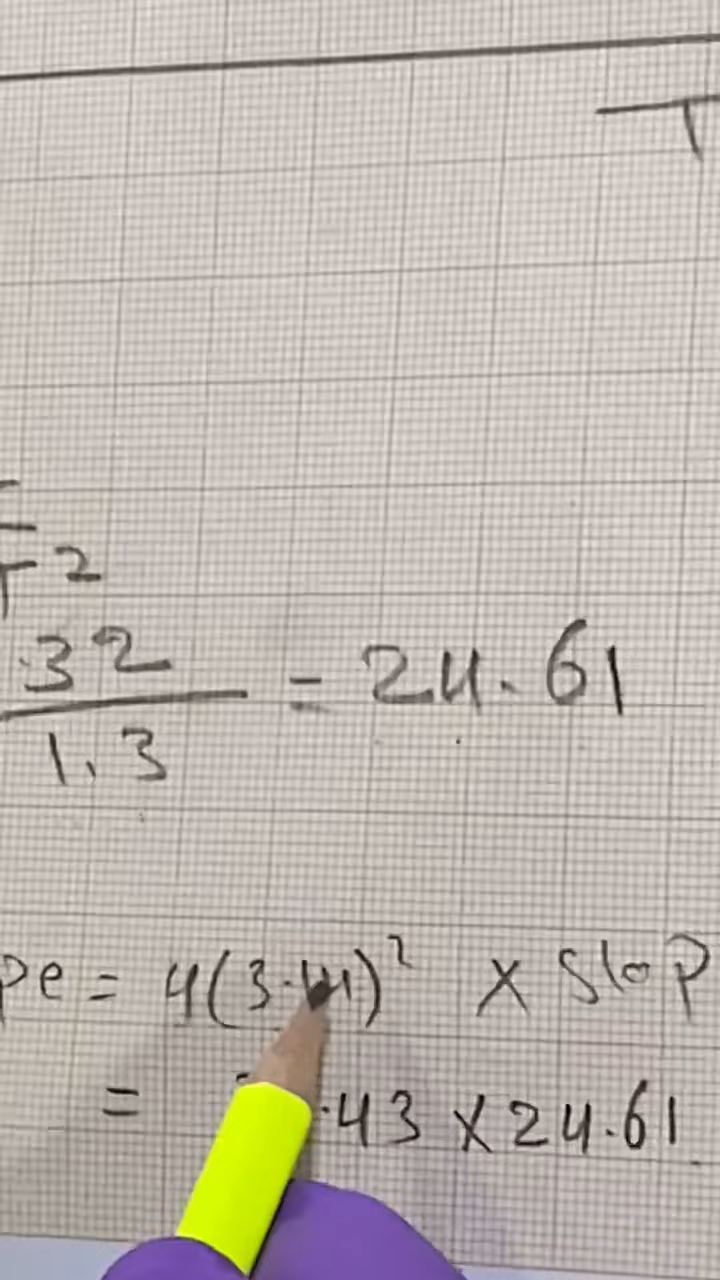 T
T²
32
1.3
= 24.61
pe = 4(3.14)² × Slop
= .43 × 24.61